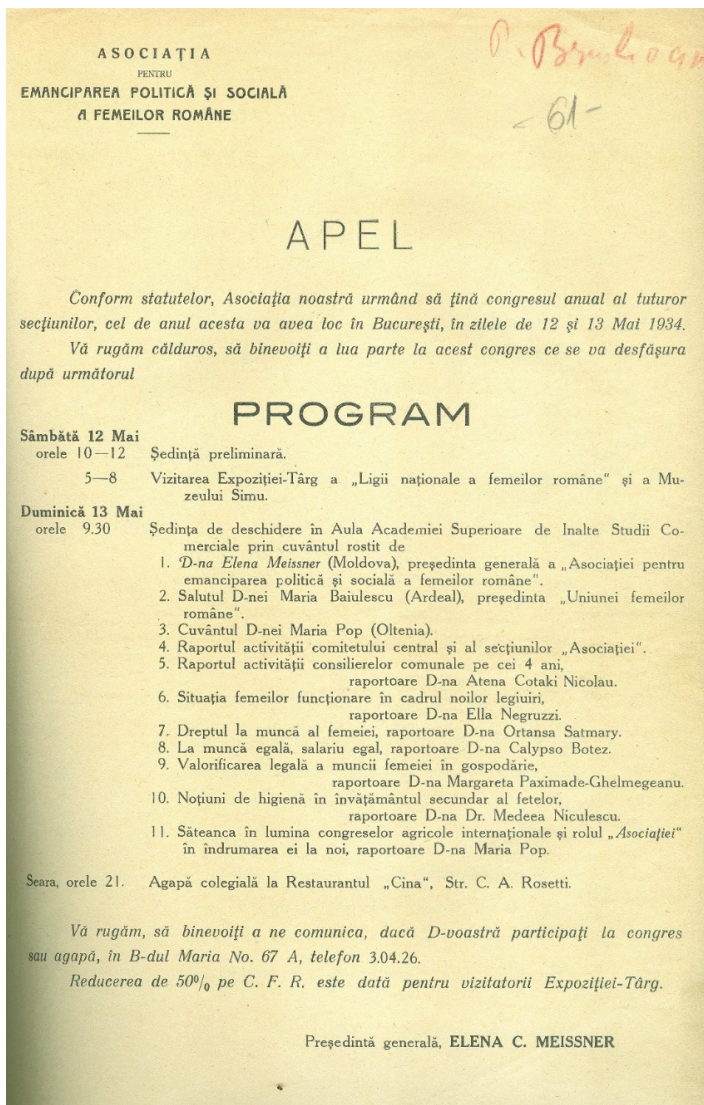 ASOCIAȚIA
PENTRU
EMANCIPAREA POLITICĂ ȘI SOCIALĂ
A FEMEILOR ROMÂNE
- 61 -
APEL
Conform statutelor, Asociația noastră urmând să țină congresul anual al tuturor
secțiunilor, cel de anul acesta va avea loc în București, în zilele de 12 și 13 Mai 1934.
Vă rugăm călduros, să binevoiți a lua parte la acest congres ce se va desfășura
după următorul
PROGRAM
Sâmbătă 12 Mai
orele 10—12 Ședință preliminară.
5—8 Vizitarea Expoziției-Târg a „Ligii naționale a femeilor române" și a Mu-
zeului Simu.
Duminică 13 Mai
orele 9.30 Ședința de deschidere în Aula Academiei Superioare de Inalte Studii Co-
merciale prin cuvântul rostit de
1. D-na Elena Meissner (Moldova), președinta generală a „Asociației pentru
emanciparea politică și socială a femeilor române".
2. Salutul D-nei Maria Baiulescu (Ardeal), președinta „Uniunei femeilor
române".
3. Cuvântul D-nei Maria Pop (Oltenia).
4. Raportul activității comitetului central și al secțiunilor „Asociației".
5. Raportul activității consilierelor comunale pe cei 4 ani,
raportoare D-na Atena Cotaki Nicolau.
6. Situația femeilor funcționare în cadrul noilor legiuiri,
raportoare D-na Ella Negruzzi.
7. Dreptul la muncă al femeiei, raportoare D-na Ortansa Satmary.
8. La muncă egală, salariu egal, raportoare D-na Calypso Botez.
9. Valorificarea legală a muncii femeiei în gospodărie,
raportoare D-na Margareta Paximade-Ghelmegeanu.
10. Noțiuni de higienă în învățământul secundar al fetelor,
raportoare D-na Dr. Medeea Niculescu.
11. Săteanca în lumina congreselor agricole internaționale și rolul „Asociației"
în îndrumarea ei la noi, raportoare D-na Maria Pop.
Seara, orele 21. Agapă colegială la Restaurantul „Cina", Str. C. A. Rosetti.
Vă rugăm, să binevoiți a ne comunica, dacă D-voastră participați la congres
sau agapă, în B-dul Maria No. 67 A, telefon 3.04.26.
Reducerea de 50% pe C. F. R. este dată pentru vizitatorii Expoziției-Târg.
Președintă generală, ELENA C. MEISSNER